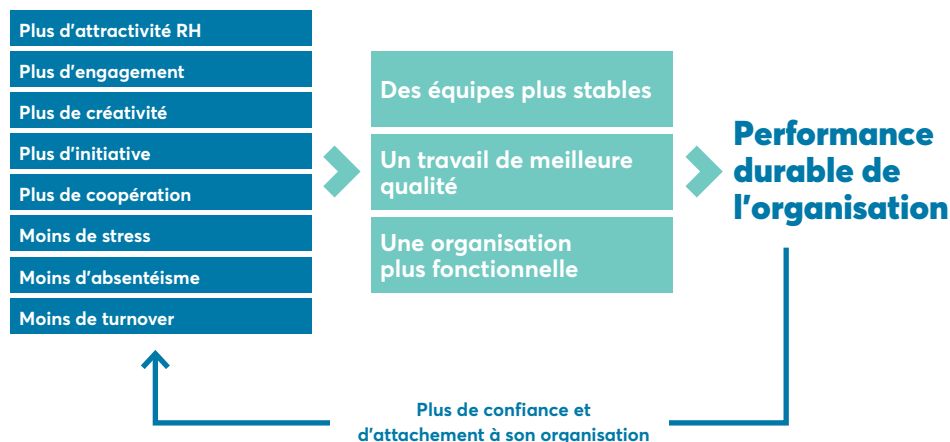 Plus d'attractivité RH
Plus d'engagement
Plus de créativité
Plus d'initiative
Plus de coopération
Moins de stress
Moins d'absentéisme
Moins de turnover
Des équipes plus stables
Un travail de meilleure
qualité
Une organisation
plus fonctionnelle
Performance
durable de
l'organisation
Plus de confiance et
d'attachement à son organisation